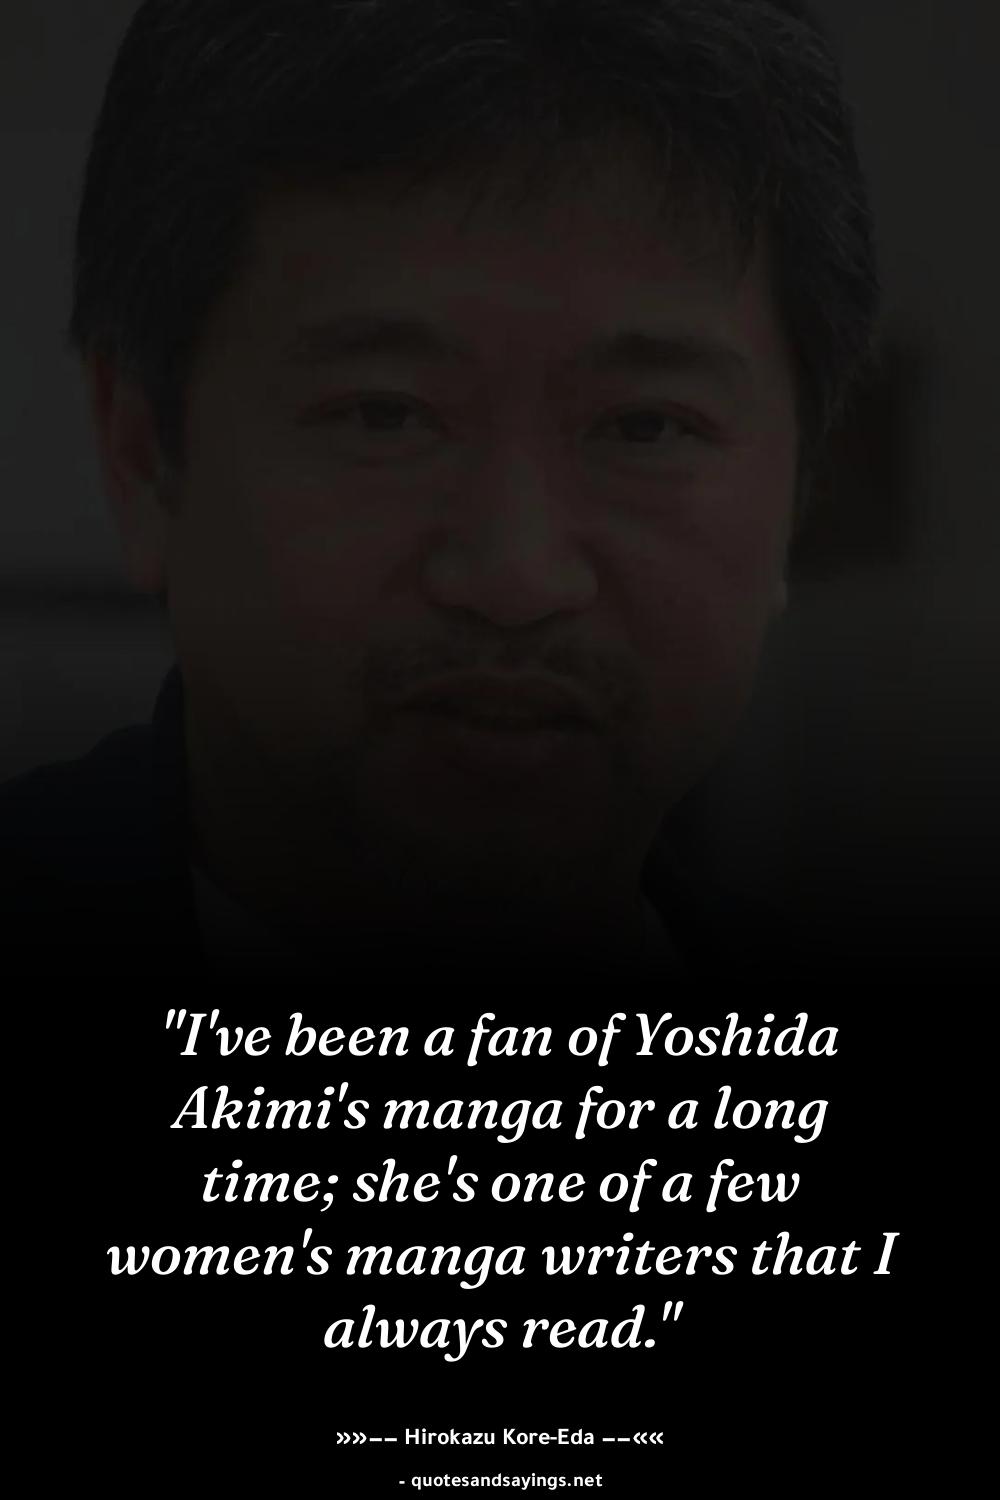 "I've been a fan of Yoshida
Akimi's manga for a long
time; she's one of a few
women's manga writers that I
always read."
»»–– Hirokazu Kore-Eda ––««
- quotesandsayings.net